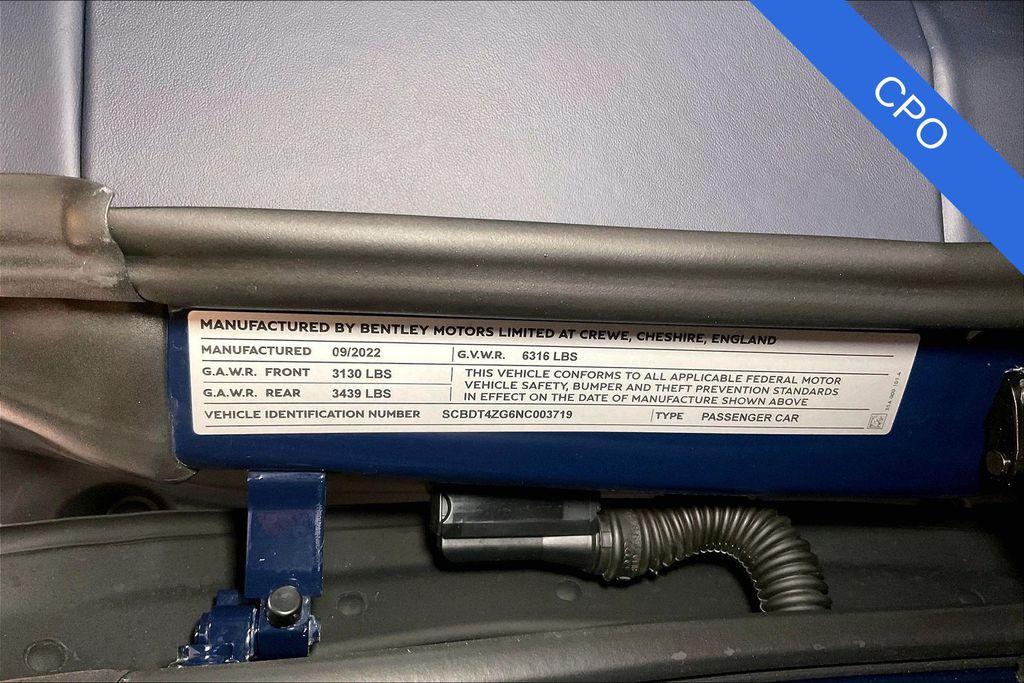 CPO
MANUFACTURED BY BENTLEY MOTORS LIMITED AT CREWE, CHESHIRE, ENGLAND
MANUFACTURED 09/2022 G.V.W.R. 6316 LBS
G.A.W.R. FRONT 3130 LBS
G.A.W.R. REAR 3439 LBS
THIS VEHICLE CONFORMS TO ALL APPLICABLE FEDERAL MOTOR
VEHICLE SAFETY, BUMPER AND THEFT PREVENTION STANDARDS
IN EFFECT ON THE DATE OF MANUFACTURE SHOWN ABOVE
VEHICLE IDENTIFICATION NUMBER SCBDT4ZG6NC003719 TYPE PASSENGER CAR